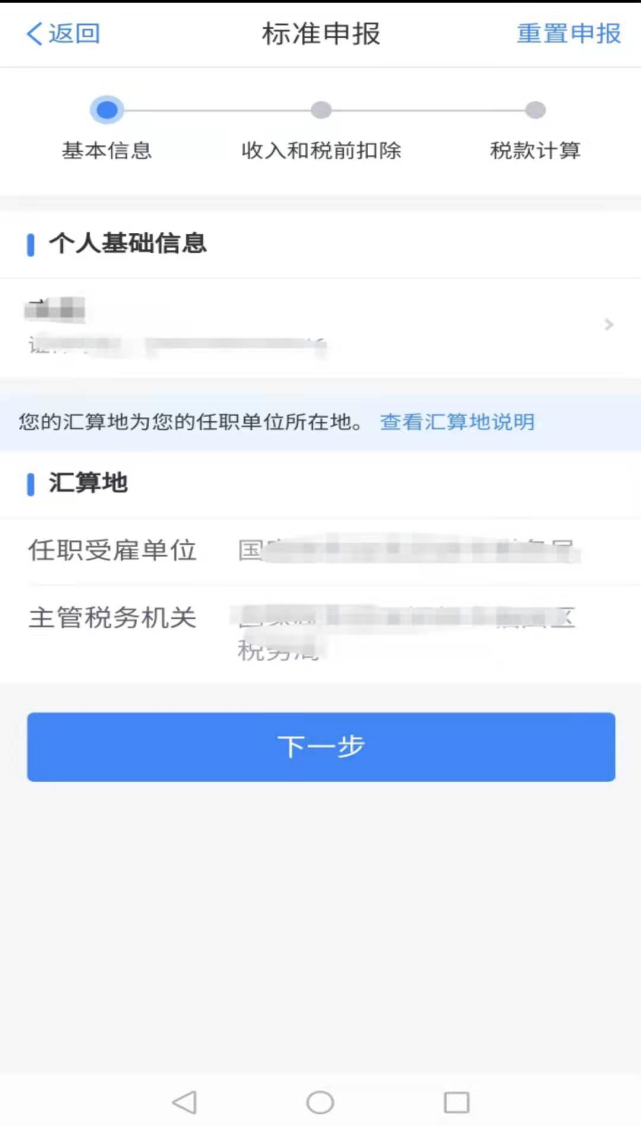 返回
标准申报
重置申报
基本信息
收入和税前扣除
税款计算
个人基础信息
您的汇算地为您的任职单位所在地。 查看汇算地说明
汇算地
任职受雇单位
主管税务机关
税务局
下一步